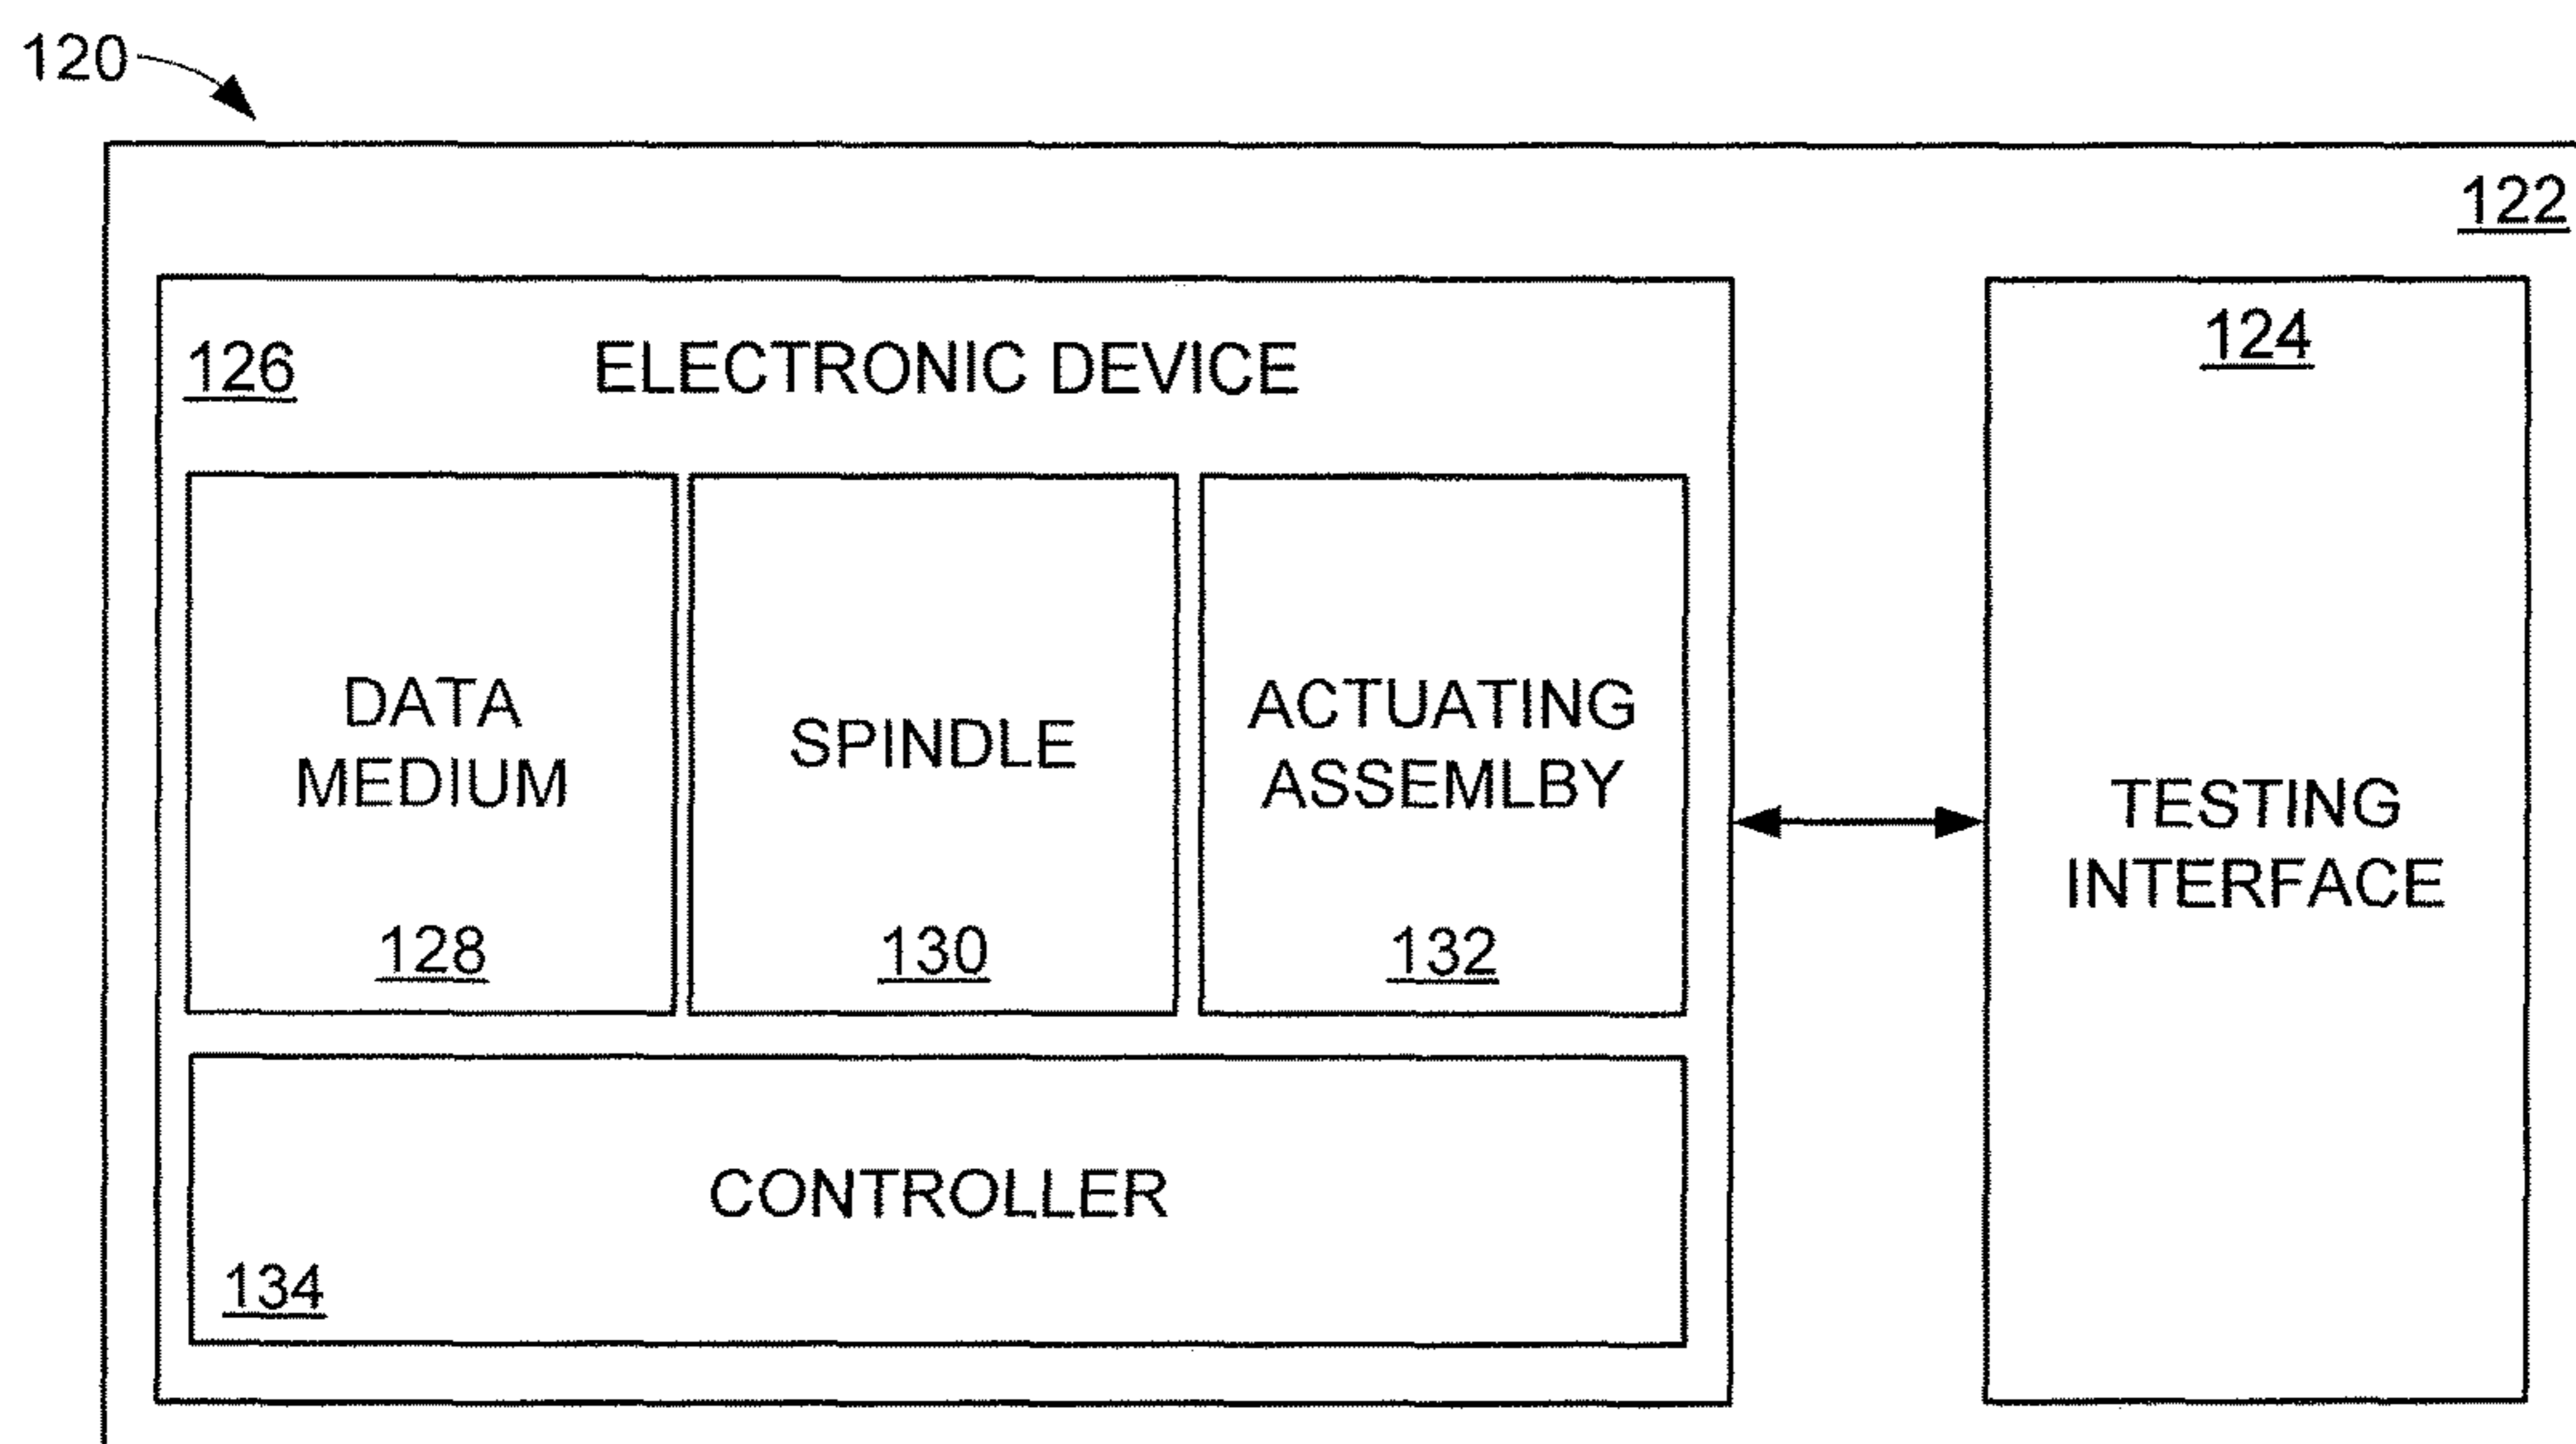 120
122
126
ELECTRONIC DEVICE
124
DATA
MEDIUM
128
SPINDLE
130
ACTUATING
ASSEMLBY
132
TESTING
INTERFACE
CONTROLLER
134